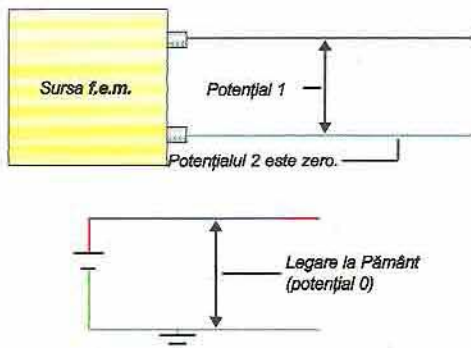 Sursa f.e.m.
Potențial 1
Potențialul 2 este zero.
Legare la Pământ
(potențial 0)